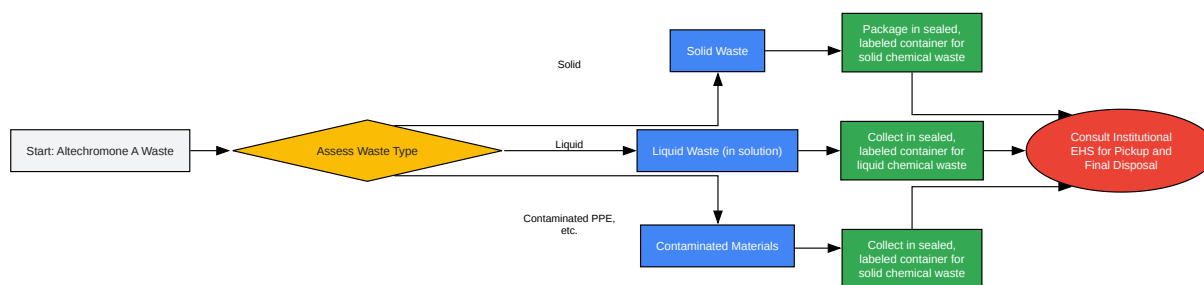 Package in sealed,
labeled container for
solid chemical waste
Solid Waste
Solid
Start: Altechromone A Waste
Assess Waste Type
Liquid
Liquid Waste (in solution)
Collect in sealed,
labeled container for
liquid chemical waste
Consult Institutional
EHS for Pickup and
Final Disposal
Contaminated PPE,
etc.
Contaminated Materials
Collect in sealed,
labeled container for
solid chemical waste